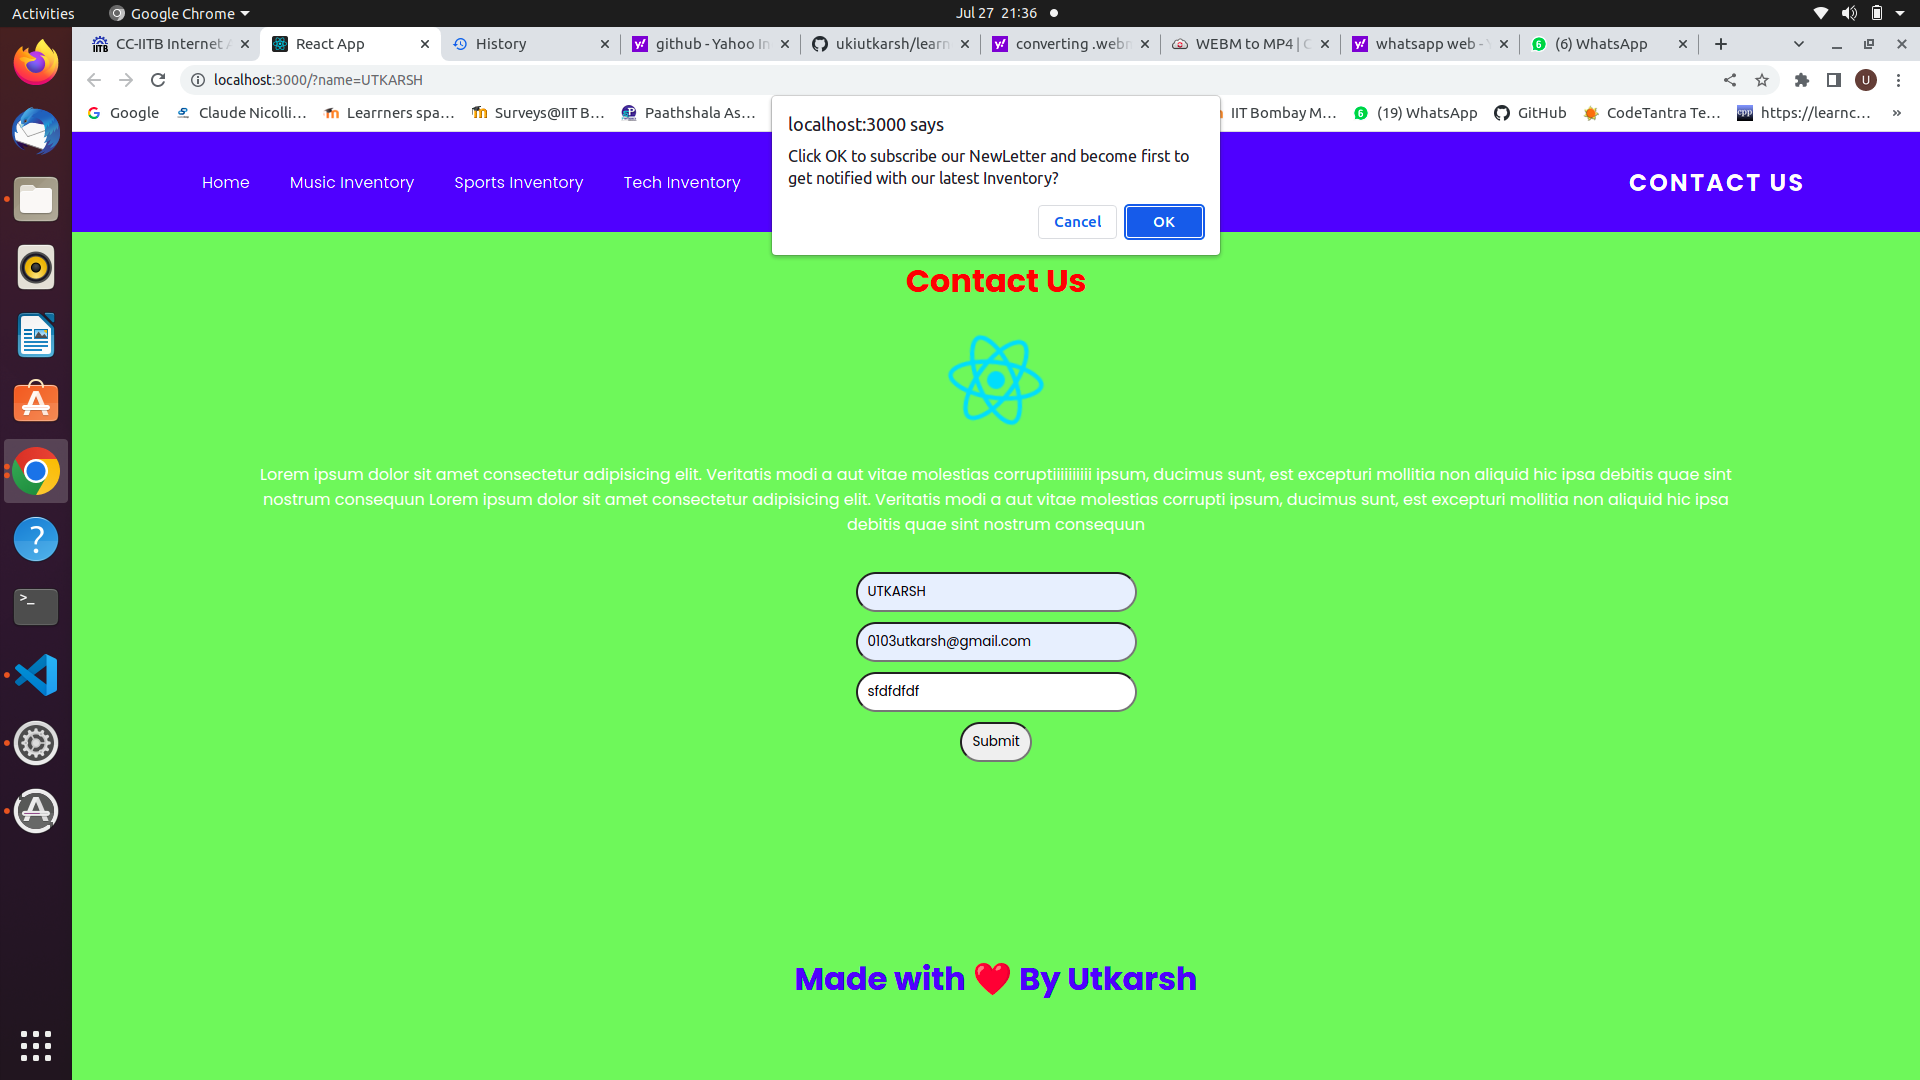 Activities
Google Chrome
Jul 27 21:36
CC-IITB Internet A
React App
History
github - Yahoo In
ukiutkarsh/learn
converting .webm
WEBM to MP4 | C
whatsapp web - Y
(6) WhatsApp
localhost:3000/?name=UTKARSH
U
Google
Claude Nicolli...
Learrners spa...
Surveys@IIT B...
Paathshala As...
IIT Bombay M...
(19) WhatsApp
GitHub
CodeTantra Te...
https://learnc...
»
localhost:3000 says
Click OK to subscribe our NewLetter and become first to
get notified with our latest Inventory?
Cancel
OK
Home
Music Inventory
Sports Inventory
Tech Inventory
CONTACT US
Contact Us
Lorem ipsum dolor sit amet consectetur adipisicing elit. Veritatis modi a aut vitae molestias corruptiiiiiiiiii ipsum, ducimus sunt, est excepturi mollitia non aliquid hic ipsa debitis quae sint
nostrum consequun Lorem ipsum dolor sit amet consectetur adipisicing elit. Veritatis modi a aut vitae molestias corrupti ipsum, ducimus sunt, est excepturi mollitia non aliquid hic ipsa
debitis quae sint nostrum consequun
UTKARSH
0103utkarsh@gmail.com
sfdfdfdf
Submit
Made with ❤️ By Utkarsh